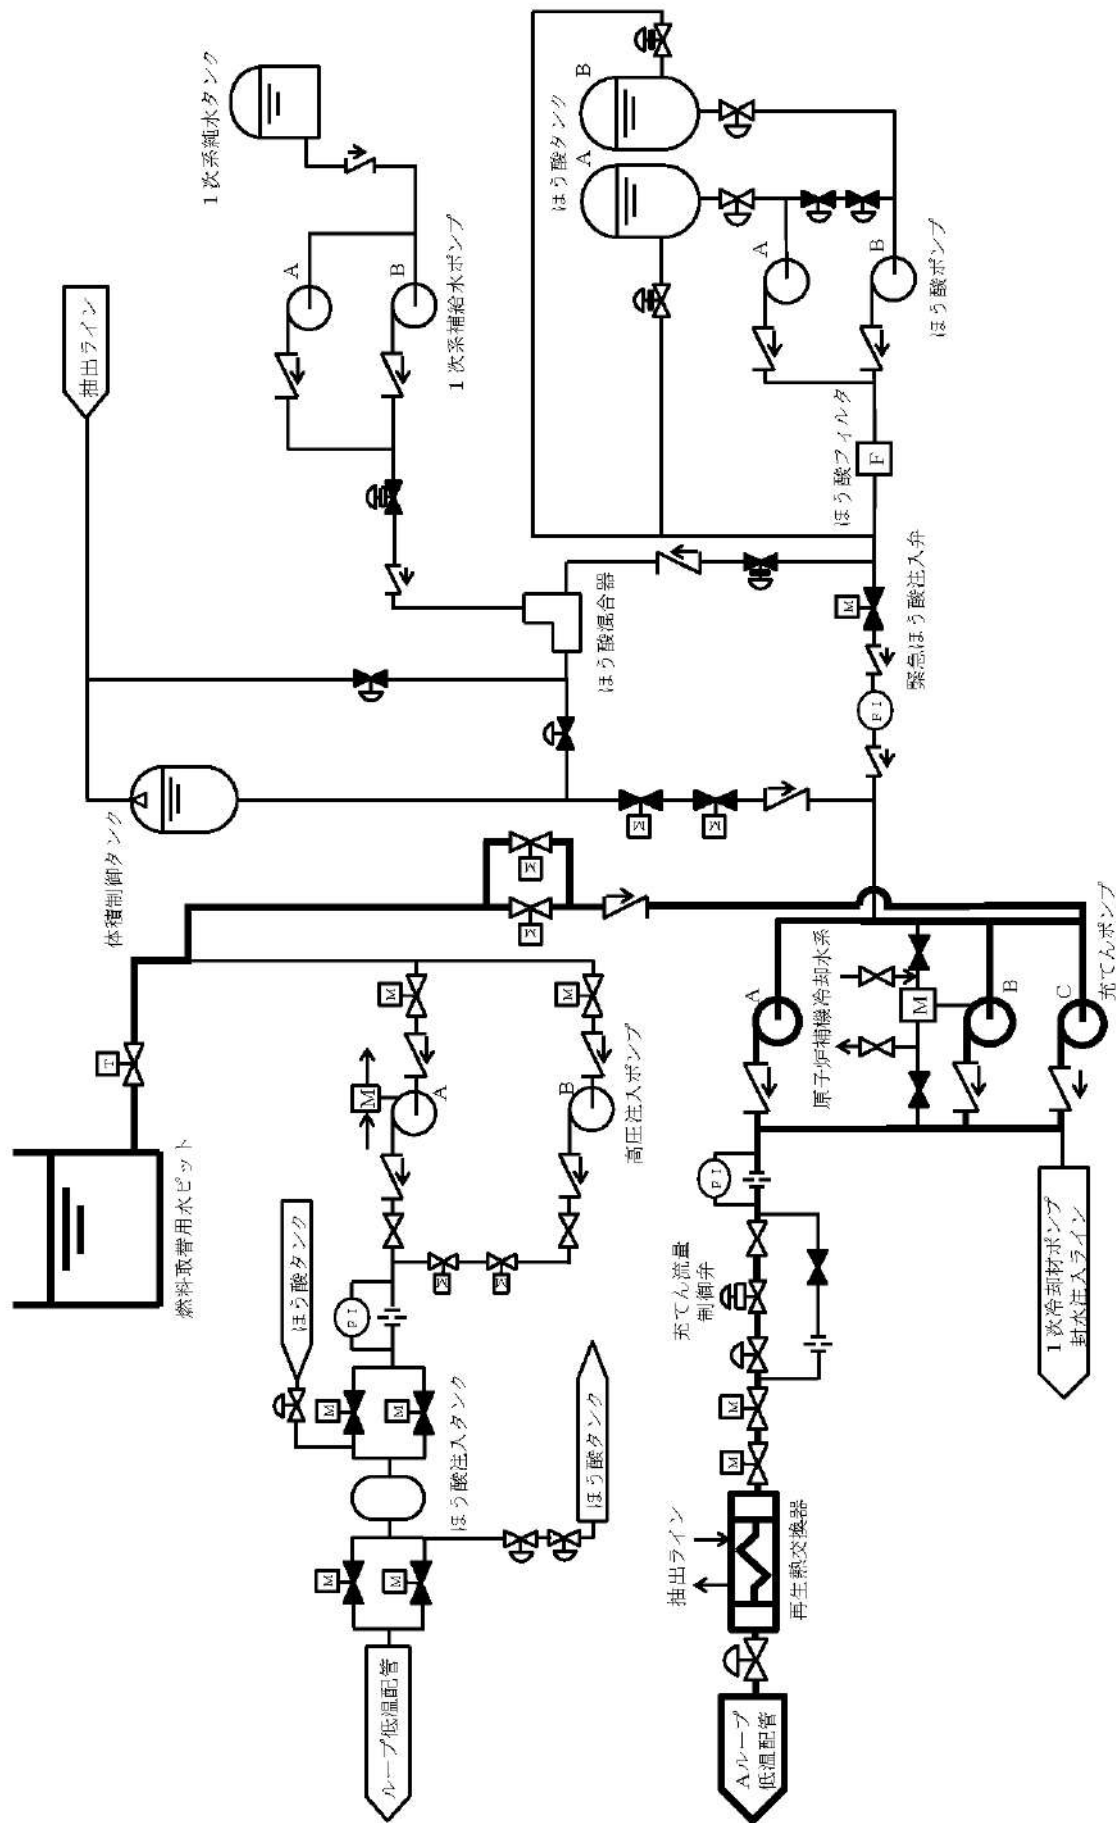 燃料取替用水ピット
T
体積制御タンク
抽出ライン
1次系純水タンク
A
B
1次系補給水ポンプ
M
M
ほう酸タンク
M
M
A
B
高圧注入ポンプ
M
M
M
F I
M
M
M
M
ほう酸注入タンク
ほう酸タンク
ループ低温配管
ほう酸混合器
M
M
ほう酸タンク
A
B
A
B
ほう酸ポンプ
ほう酸フィルタ
F
M
緊急ほう酸注入弁
F I
原子炉補機冷却水系
M
A
B
C
充てんポンプ
F I
充てん流量
制御弁
M
M
抽出ライン
再生熱交換器
Aループ
低温配管
1次冷却材ポンプ
封水注入ライン